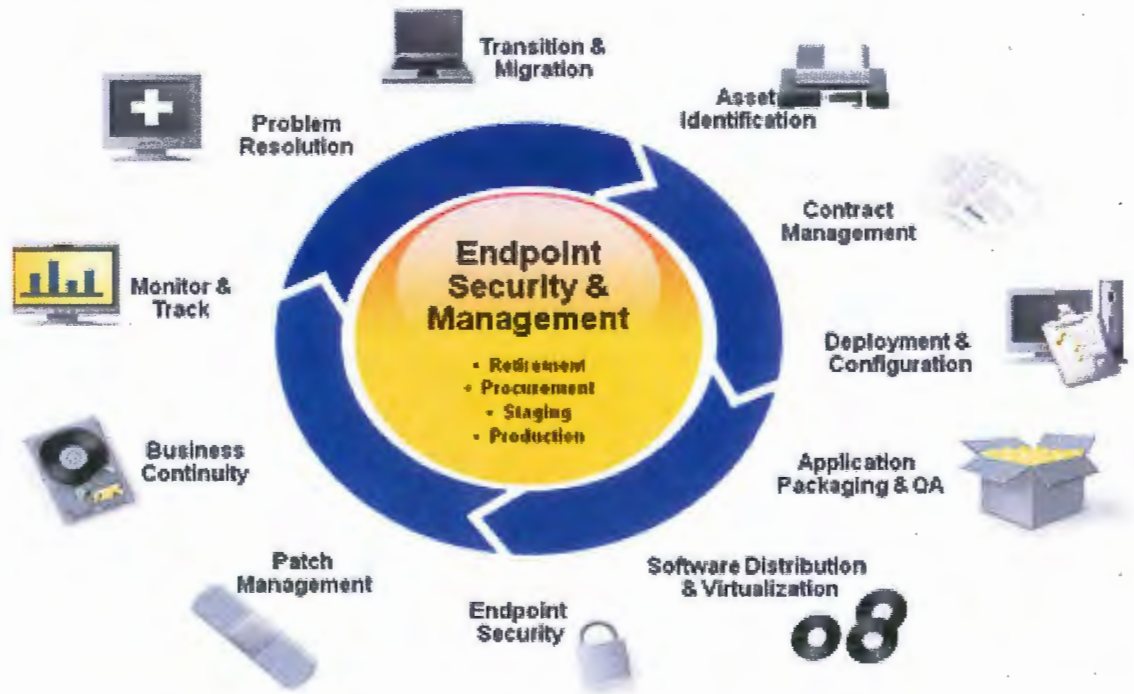 Transition &
Migration
Asset
Identification
Contract
Management
Deployment &
Configuration
Application
Packaging & QA
Software Distribution
& Virtualization
Endpoint
Security
Patch
Management
Business
Continuity
Monitor &
Track
Problem
Resolution
Endpoint
Security &
Management
• Retirement
• Procurement
• Staging
• Production